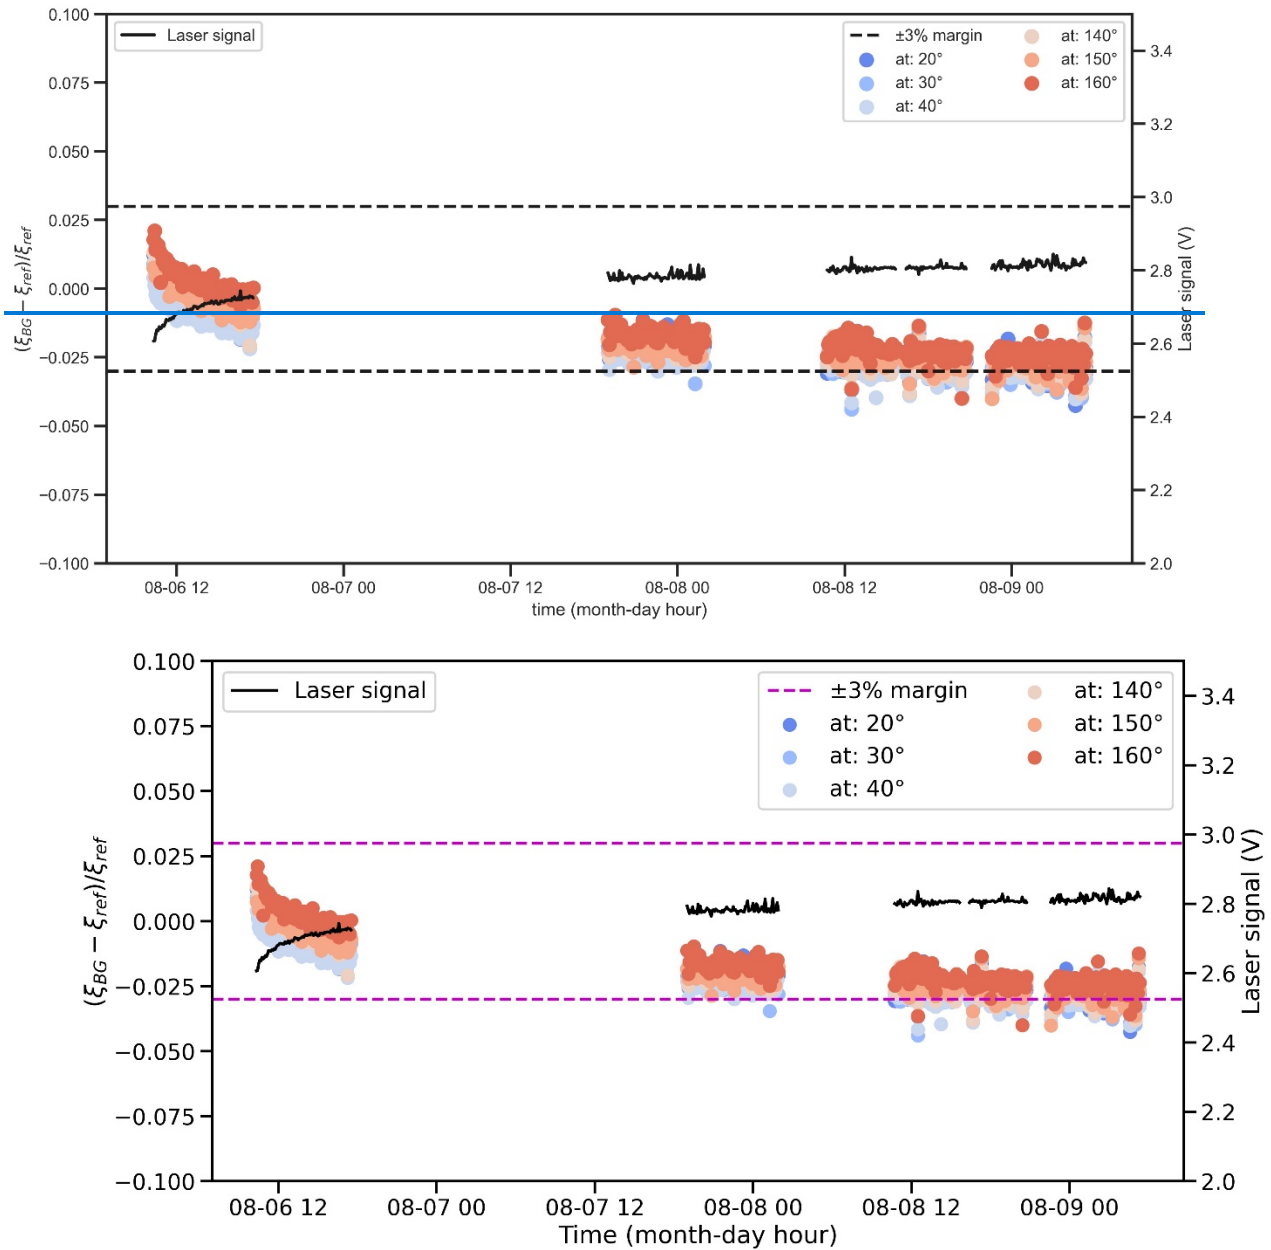 0.100
0.075
0.050
0.025
0.000
−0.025
−0.050
−0.075
−0.100
(ξBG − ξref)/ξref
Laser signal
±3% margin
at: 20°
at: 30°
at: 40°
at: 140°
at: 150°
at: 160°
3.4
3.2
3.0
2.8
2.6
2.4
2.2
2.0
Laser signal (V)
08-06 12
08-07 00
08-07 12
08-08 00
08-08 12
08-09 00
time (month-day hour)
0.100
0.075
0.050
0.025
0.000
−0.025
−0.050
−0.075
−0.100
(ξBG − ξref)/ξref
Laser signal
±3% margin
at: 20°
at: 30°
at: 40°
at: 140°
at: 150°
at: 160°
3.4
3.2
3.0
2.8
2.6
2.4
2.2
2.0
Laser signal (V)
08-06 12
08-07 00
08-07 12
08-08 00
08-08 12
08-09 00
Time (month-day hour)